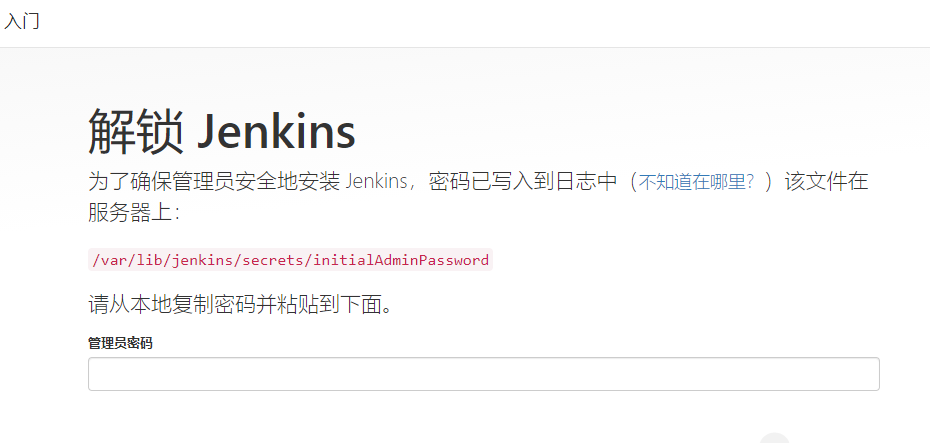 入门
解锁 Jenkins
为了确保管理员安全地安装 Jenkins，密码已写入到日志中（不知道在哪里？）该文件在
服务器上：
/var/lib/jenkins/secrets/initialAdminPassword
请从本地复制密码并粘贴到下面。
管理员密码